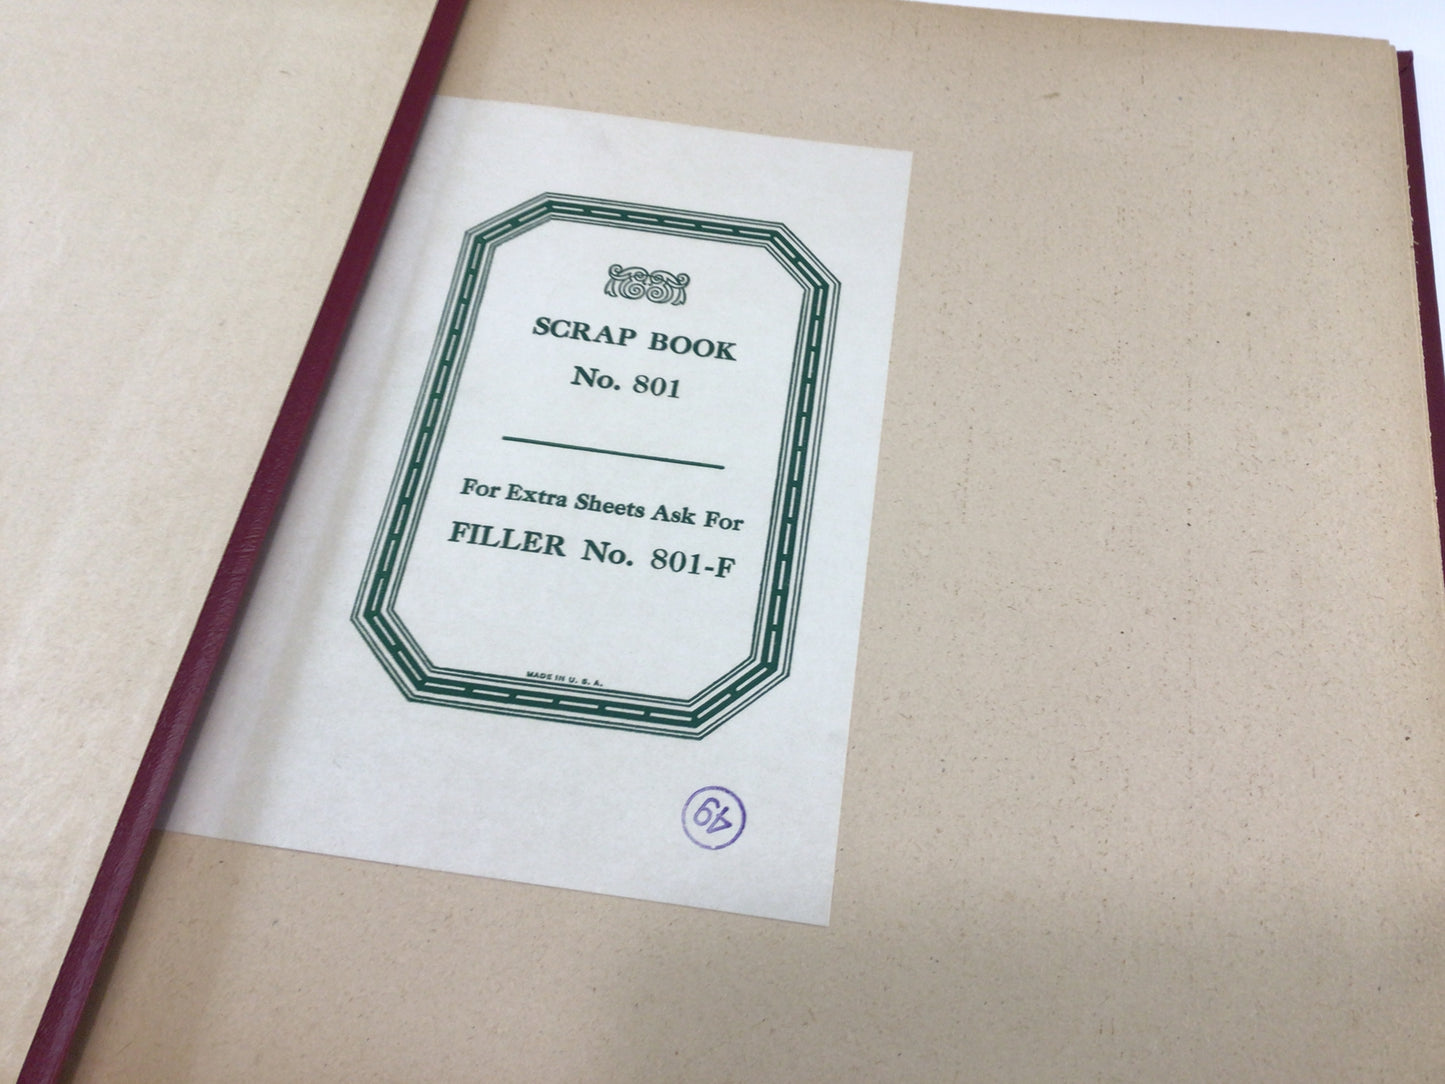 SCRAP BOOK
No. 801
For Extra Sheets Ask For
FILLER No. 801-F
MADE IN U. S. A.
49